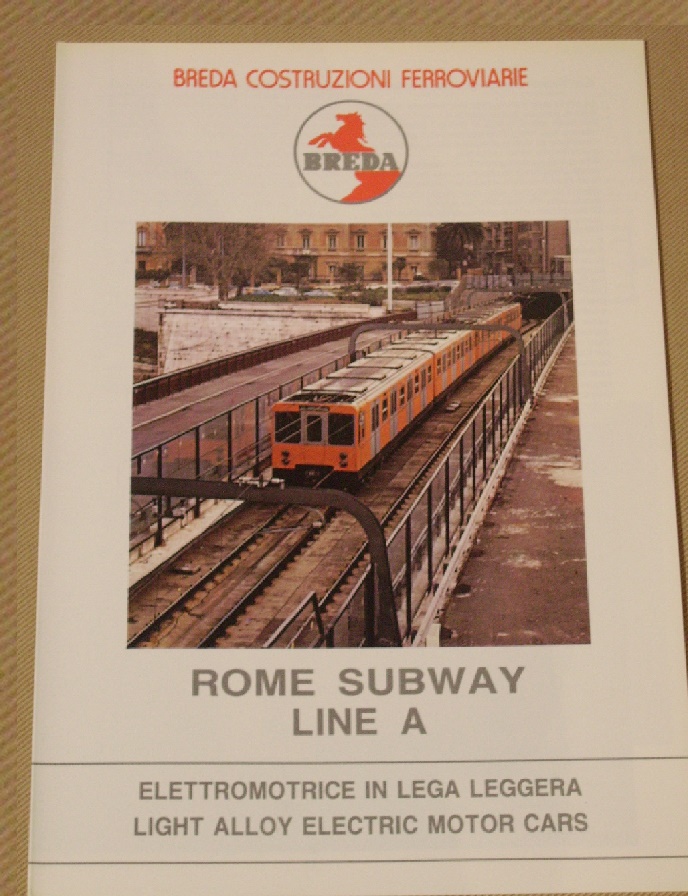 BREDA COSTRUZIONI FERROVIARIE
BREDA
ROME SUBWAY
LINE A
ELETTROMOTRICE IN LEGA LEGGERA
LIGHT ALLOY ELECTRIC MOTOR CARS